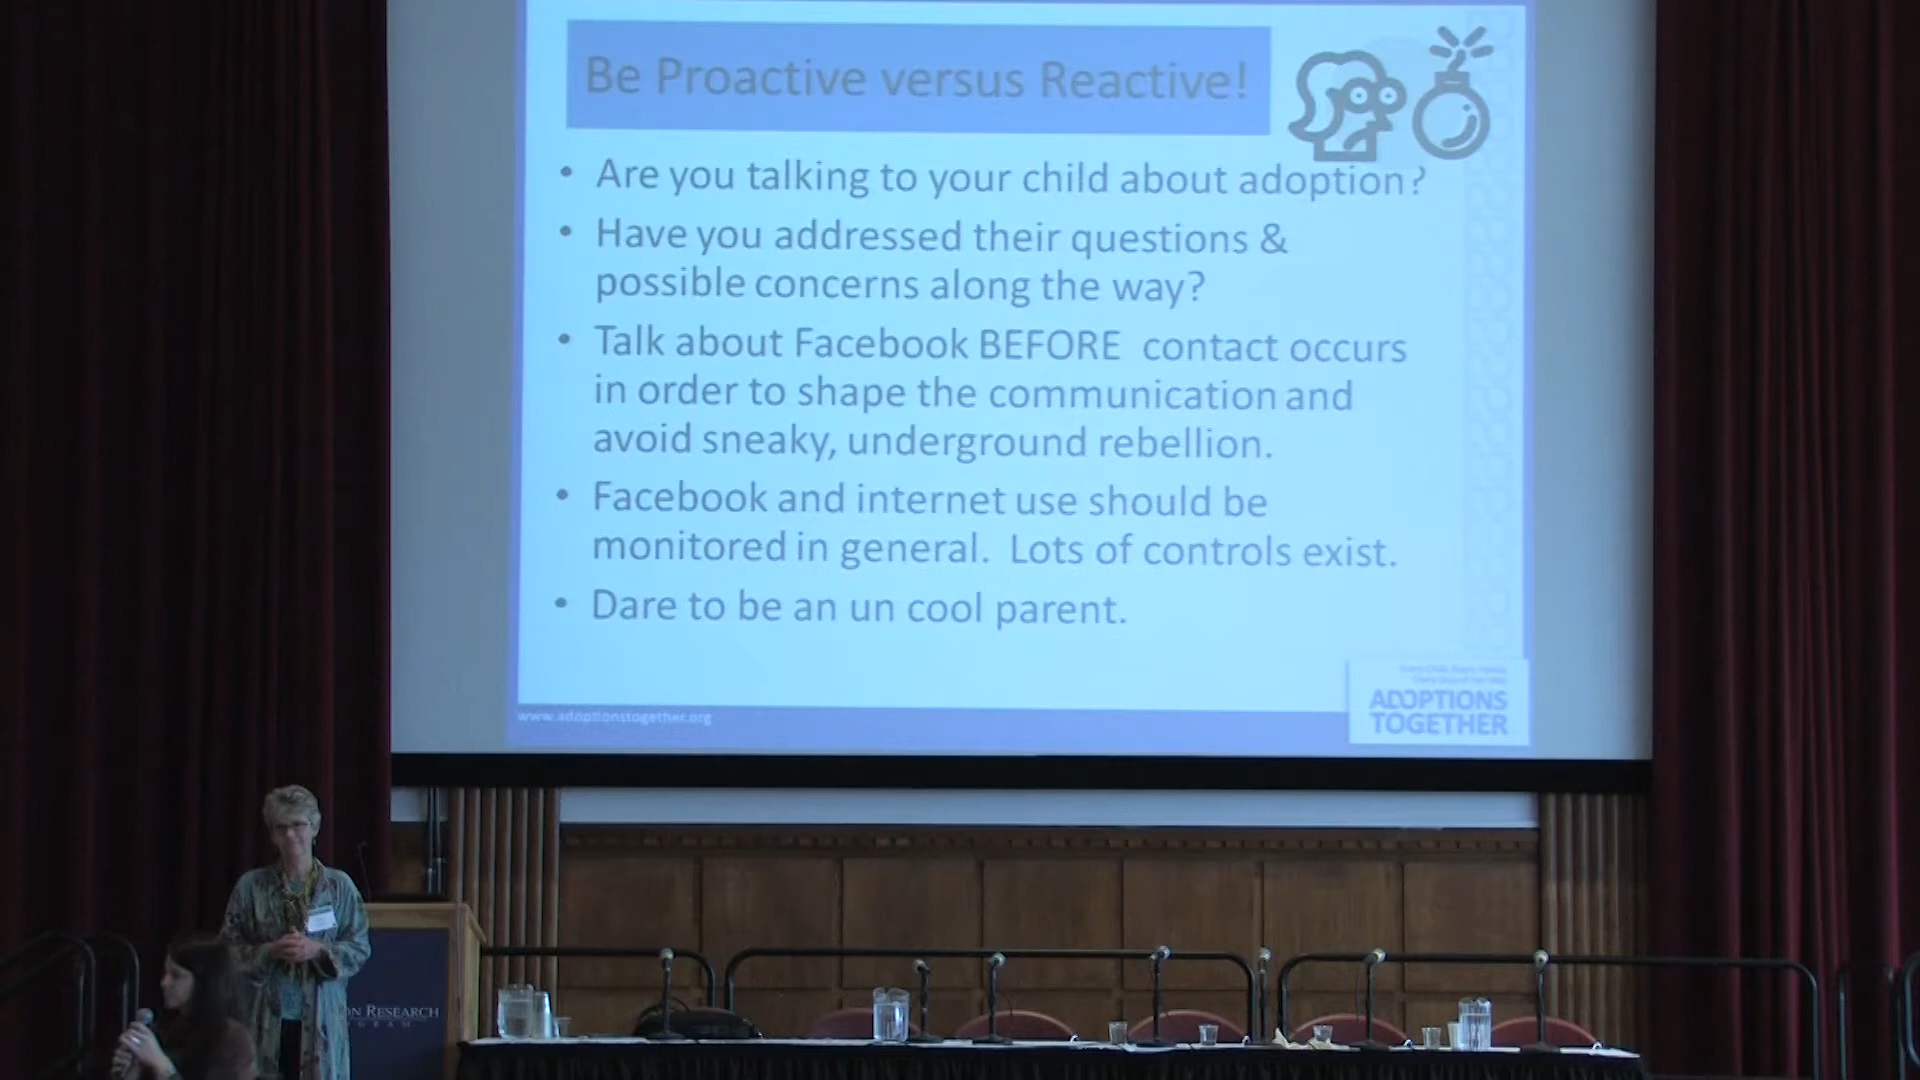 Be Proactive versus Reactive!
• Are you talking to your child about adoption?
• Have you addressed their questions &
possible concerns along the way?
• Talk about Facebook BEFORE contact occurs
in order to shape the communication and
avoid sneaky, underground rebellion.
• Facebook and internet use should be
monitored in general. Lots of controls exist.
• Dare to be an un cool parent.
www.adoptionstogether.org
ADOPTIONS
TOGETHER
ON RESEARCH
GRAM